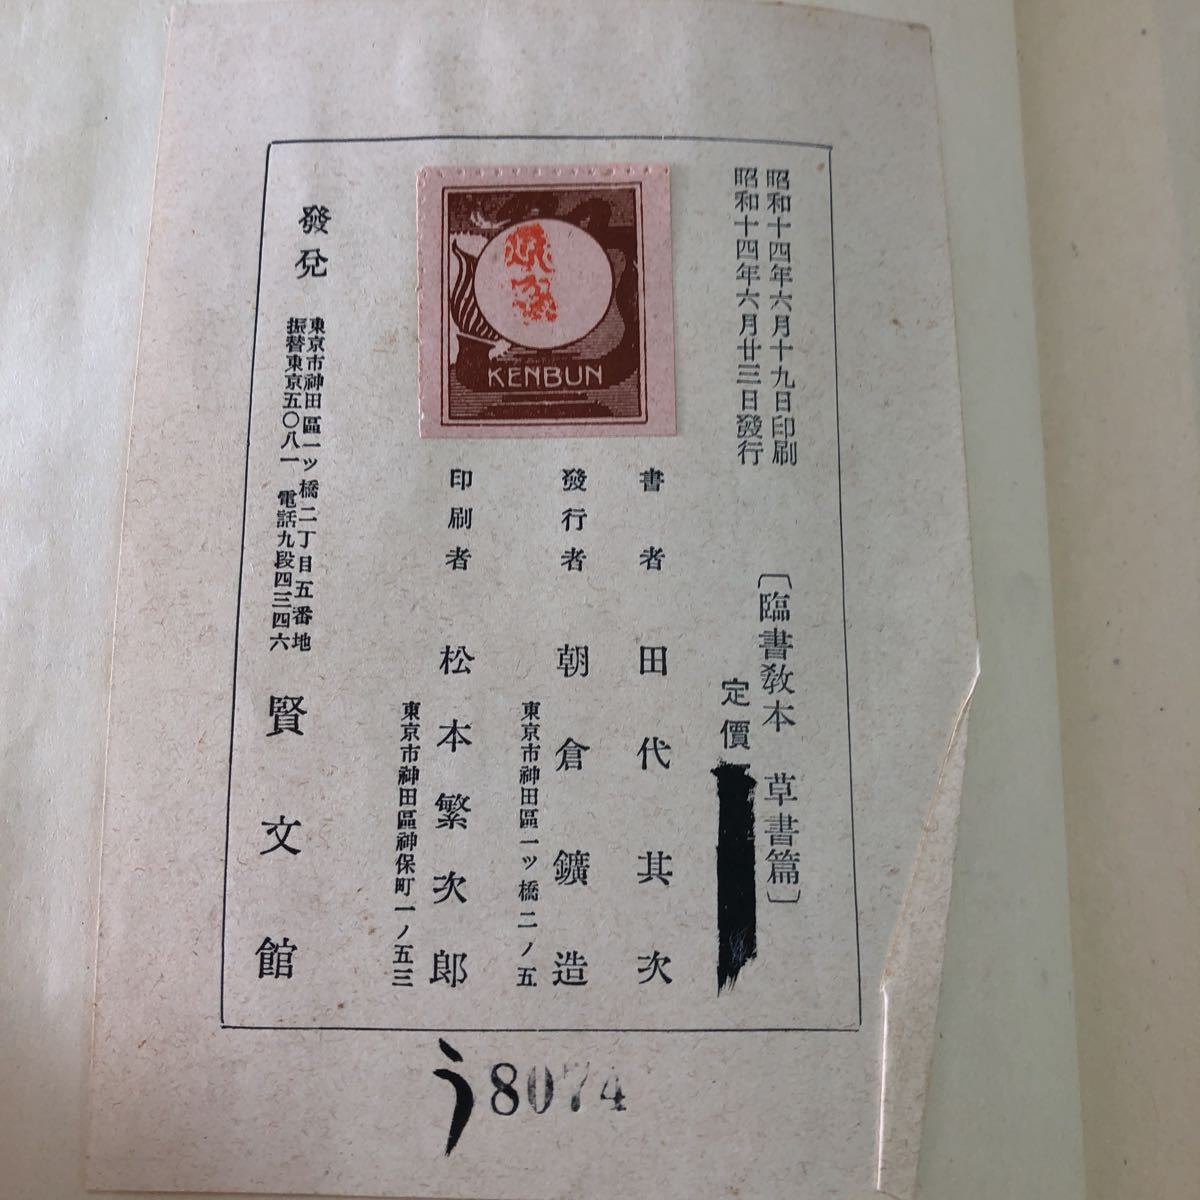 昭和十四年六月十九日印刷
昭和十四年六月廿三日發行
〔臨書敎本 草書篇〕
定價
書者 田代其次
發行者 朝倉鑛造
東京市神田區一ッ橋二ノ五
印刷者 松本繁次郎
東京市神田區神保町一ノ五三
KENBUN
發兌
東京市神田區一ッ橋二丁目五番地
振替東京五〇八一 電話九段四三四六
賢文館
う8074